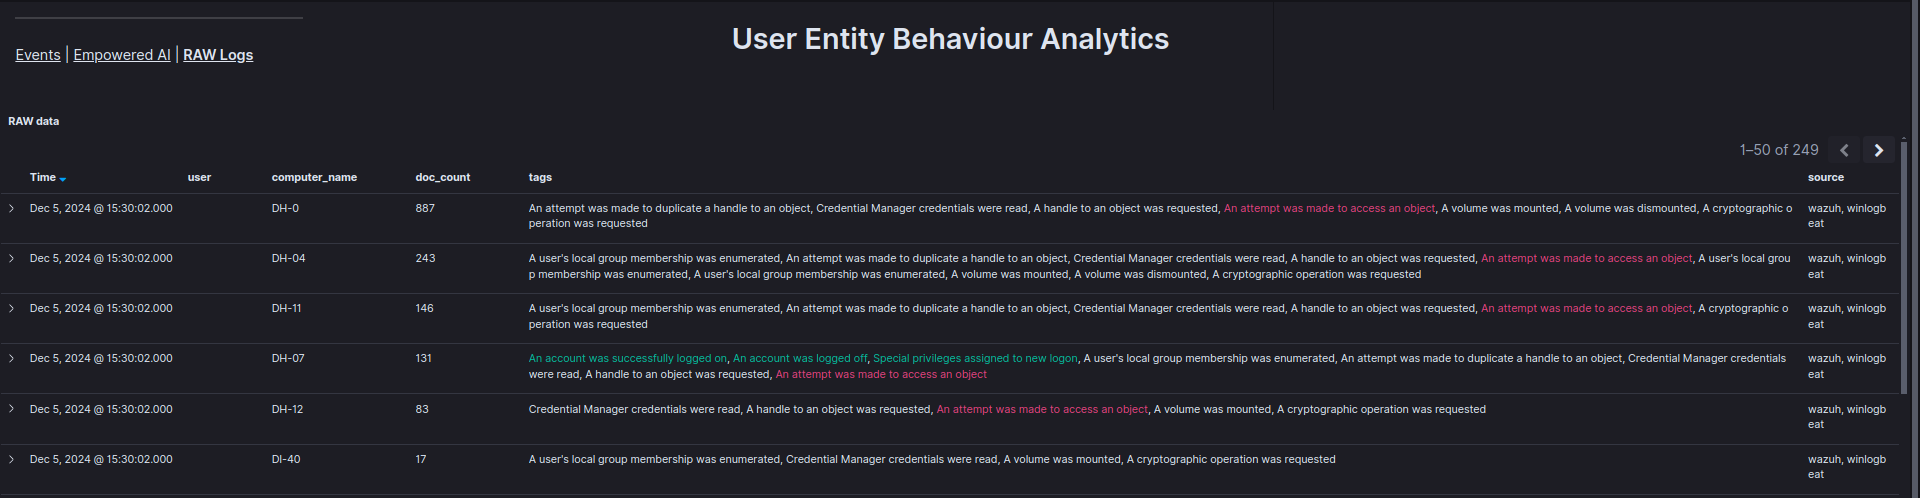 User Entity Behaviour Analytics
Events | Empowered AI | RAW Logs
RAW data
1–50 of 249
Time user computer_name doc_count tags source
Dec 5, 2024 @ 15:30:02.000 DH-0 887 An attempt was made to duplicate a handle to an object, Credential Manager credentials were read, A handle to an object was requested, An attempt was made to access an object, A volume was mounted, A volume was dismounted, A cryptographic o wazuh, winlogb
peration was requested eat
Dec 5, 2024 @ 15:30:02.000 DH-04 243 A user's local group membership was enumerated, An attempt was made to duplicate a handle to an object, Credential Manager credentials were read, A handle to an object was requested, An attempt was made to access an object, A user's local grou wazuh, winlogb
p membership was enumerated, A user's local group membership was enumerated, A volume was mounted, A volume was dismounted, A cryptographic operation was requested eat
Dec 5, 2024 @ 15:30:02.000 DH-11 146 A user's local group membership was enumerated, An attempt was made to duplicate a handle to an object, Credential Manager credentials were read, A handle to an object was requested, An attempt was made to access an object, A cryptographic o wazuh, winlogb
peration was requested eat
Dec 5, 2024 @ 15:30:02.000 DH-07 131 An account was successfully logged on, An account was logged off, Special privileges assigned to new logon, A user's local group membership was enumerated, An attempt was made to duplicate a handle to an object, Credential Manager credentials wazuh, winlogb
were read, A handle to an object was requested, An attempt was made to access an object eat
Dec 5, 2024 @ 15:30:02.000 DH-12 83 Credential Manager credentials were read, A handle to an object was requested, An attempt was made to access an object, A volume was mounted, A cryptographic operation was requested wazuh, winlogb
eat
Dec 5, 2024 @ 15:30:02.000 DI-40 17 A user's local group membership was enumerated, Credential Manager credentials were read, A volume was mounted, A cryptographic operation was requested wazuh, winlogb
eat